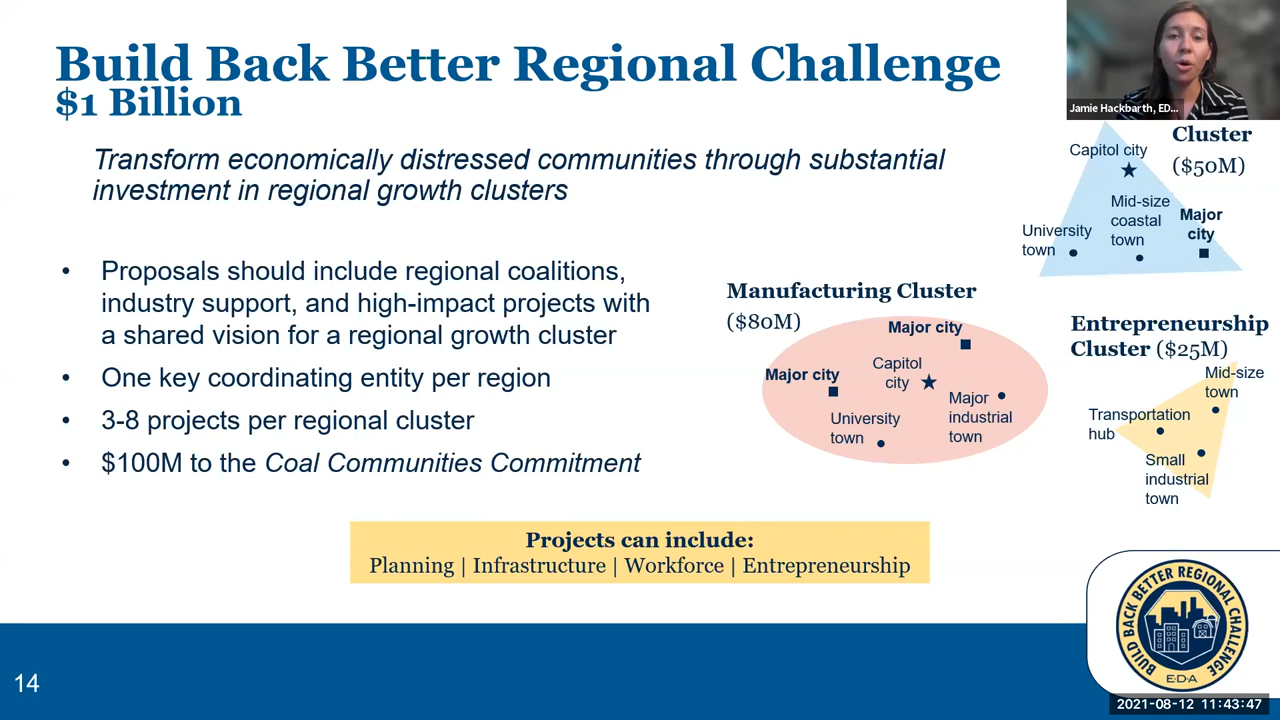 Build Back Better Regional Challenge
$1 Billion
Transform economically distressed communities through substantial
investment in regional growth clusters
• Proposals should include regional coalitions,
industry support, and high-impact projects with
a shared vision for a regional growth cluster
• One key coordinating entity per region
• 3-8 projects per regional cluster
• $100M to the Coal Communities Commitment
Manufacturing Cluster
($80M)
Major city
Major city
Capitol
city
University
town
Major
industrial
town
Jamie Hackbarth, ED...
Cluster
($50M)
Capitol city
Mid-size
coastal
town
University
town
Major
city
Entrepreneurship
Cluster ($25M)
Mid-size
town
Transportation
hub
Small
industrial
town
Projects can include:
Planning | Infrastructure | Workforce | Entrepreneurship
BUILD BACK BETTER REGIONAL CHALLENGE
E·D·A
14
2021-08-12 11:43:47